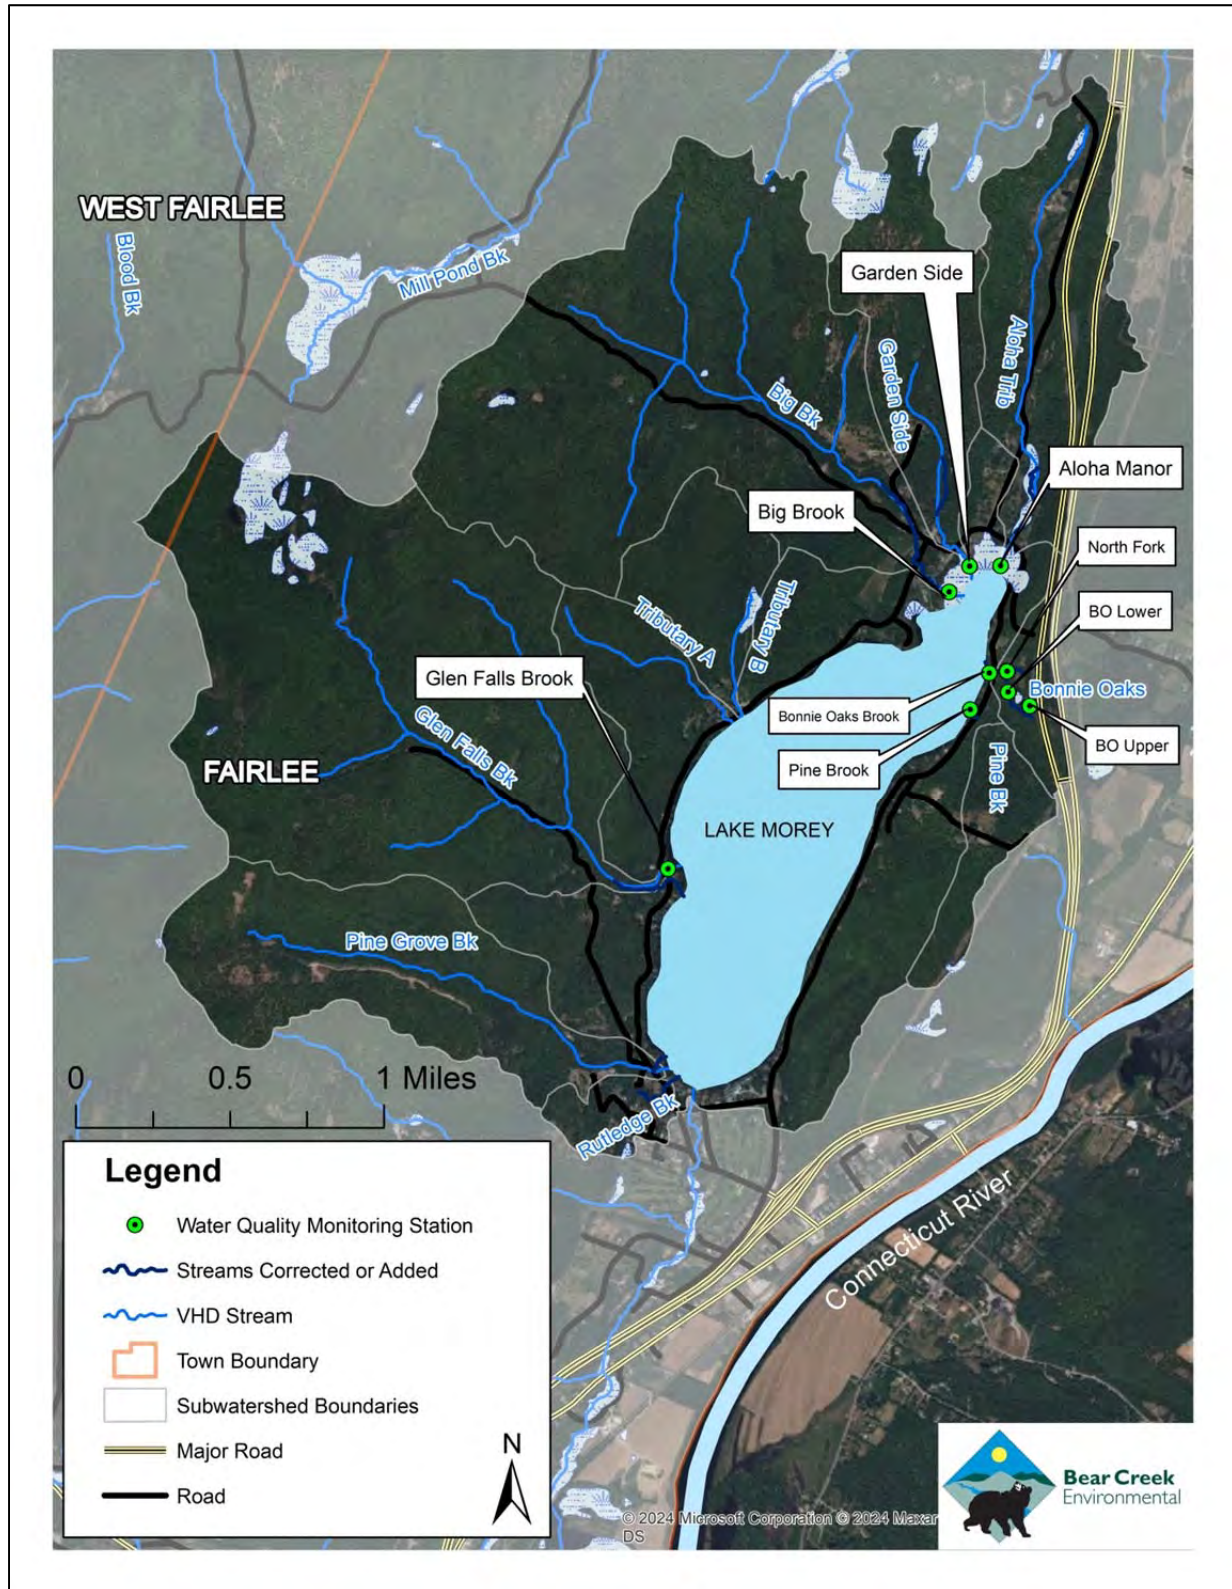 WEST FAIRLEE
Blood Bk
Mill Pond Bk
Garden Side
Garden Side
Aloha Trib
Big Bk
Aloha Manor
Big Brook
North Fork
BO Lower
Tributary A
Tributary B
Glen Falls Brook
Bonnie Oaks
Bonnie Oaks Brook
BO Upper
Pine Brook
Pine Bk
Glen Falls Bk
FAIRLEE
LAKE MOREY
Pine Grove Bk
0 0.5 1 Miles
Rutledge Bk
Connecticut River
Legend
Water Quality Monitoring Station
Streams Corrected or Added
VHD Stream
Town Boundary
Subwatershed Boundaries
Major Road
Road
N
Bear Creek
Environmental
© 2024 Microsoft Corporation © 2024 Maxar
DS